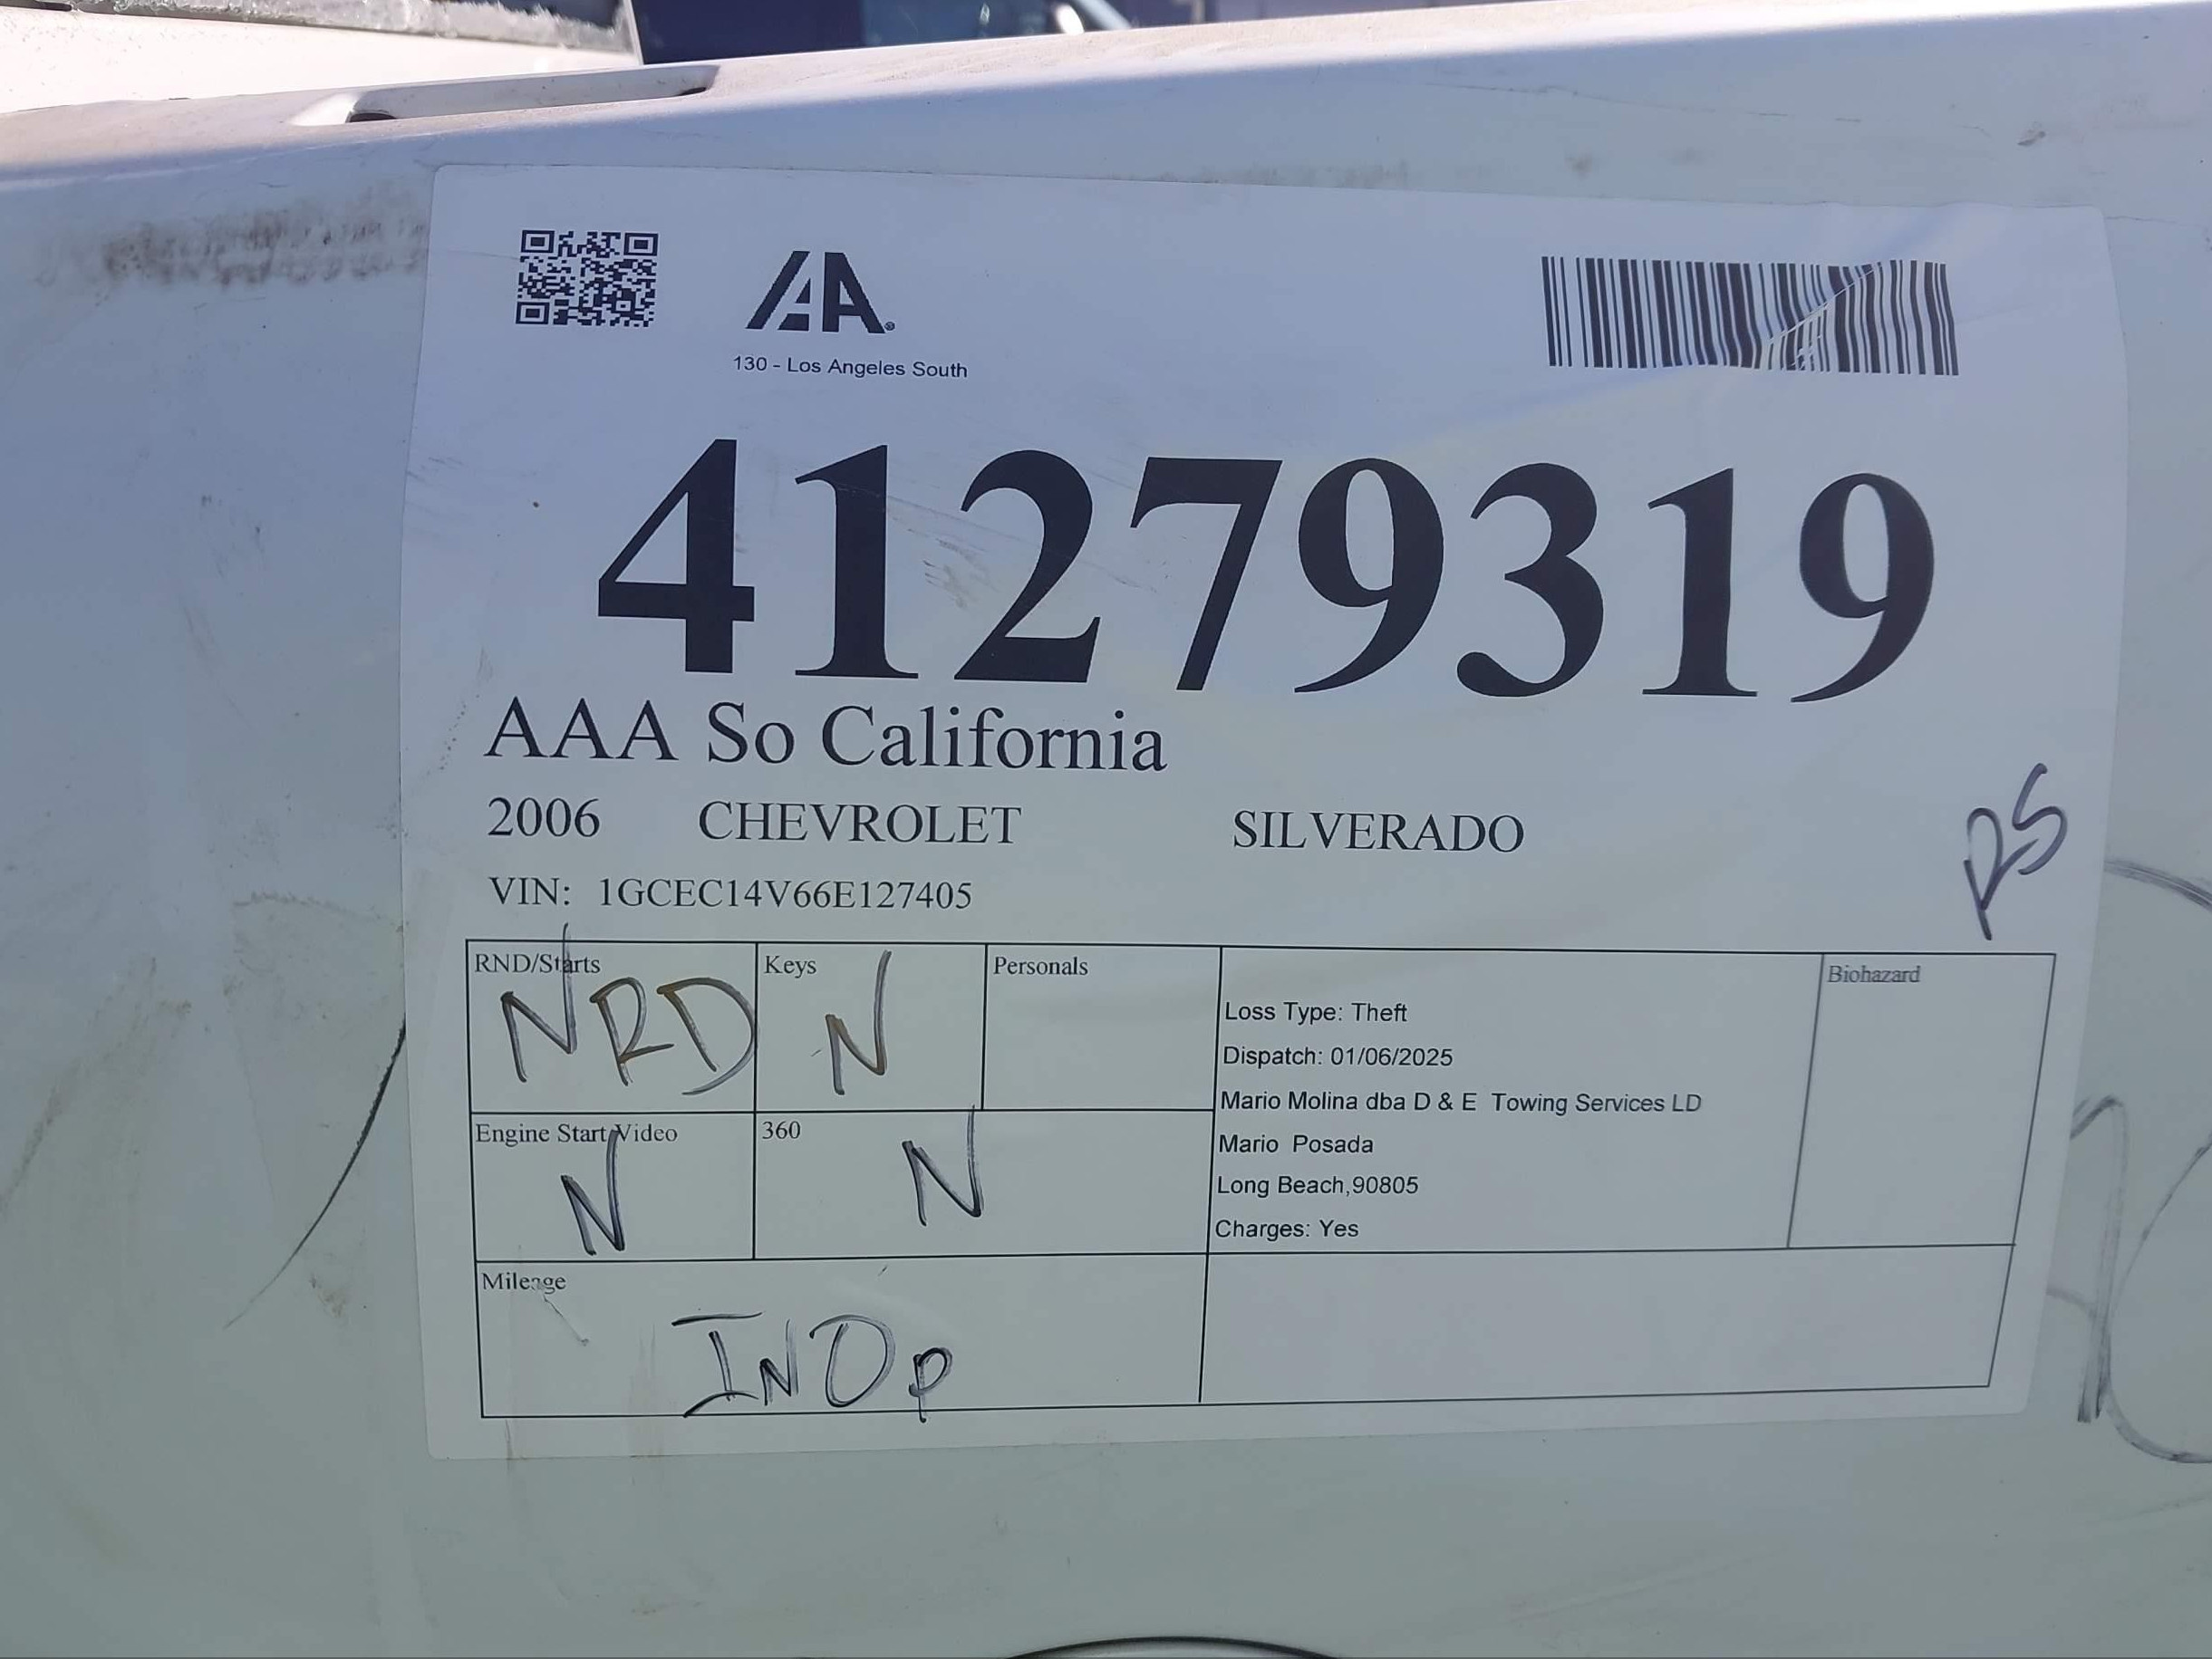 IAA
130 - Los Angeles South
41279319
AAA So California
2006 CHEVROLET SILVERADO
VIN: 1GCEC14V66E127405
RS
RND/Starts
NRD
Keys
N
Personals
Loss Type: Theft
Dispatch: 01/06/2025
Mario Molina dba D & E Towing Services LD
Mario Posada
Long Beach,90805
Charges: Yes
Biohazard
Engine Start Video
N
360
N
Mileage
INOp